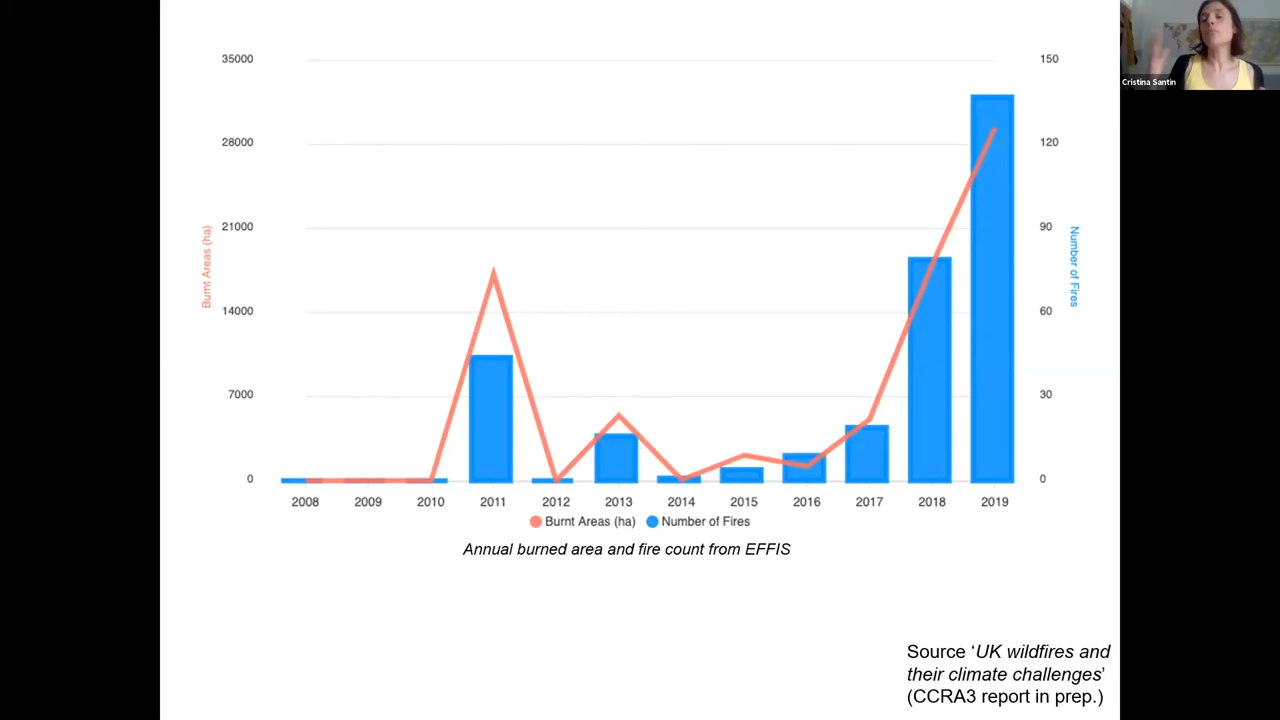 35000
150
Cristina Santin
28000
120
21000
90
Burnt Areas (ha)
Number of Fires
14000
60
7000
30
0
0
2008 2009 2010 2011 2012 2013 2014 2015 2016 2017 2018 2019
Burnt Areas (ha) Number of Fires
Annual burned area and fire count from EFFIS
Source ‘UK wildfires and
their climate challenges’
(CCRA3 report in prep.)